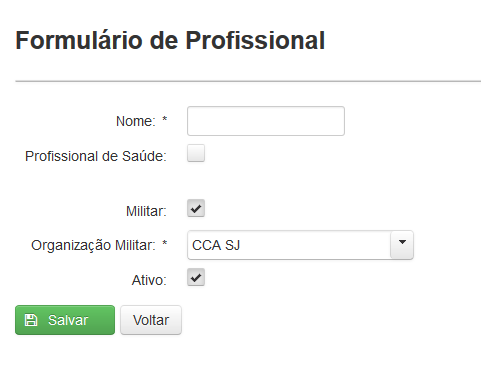 Formulário de Profissional
Nome: *
Profissional de Saúde:
Militar:
Organização Militar: * CCA SJ
Ativo:
Salvar Voltar